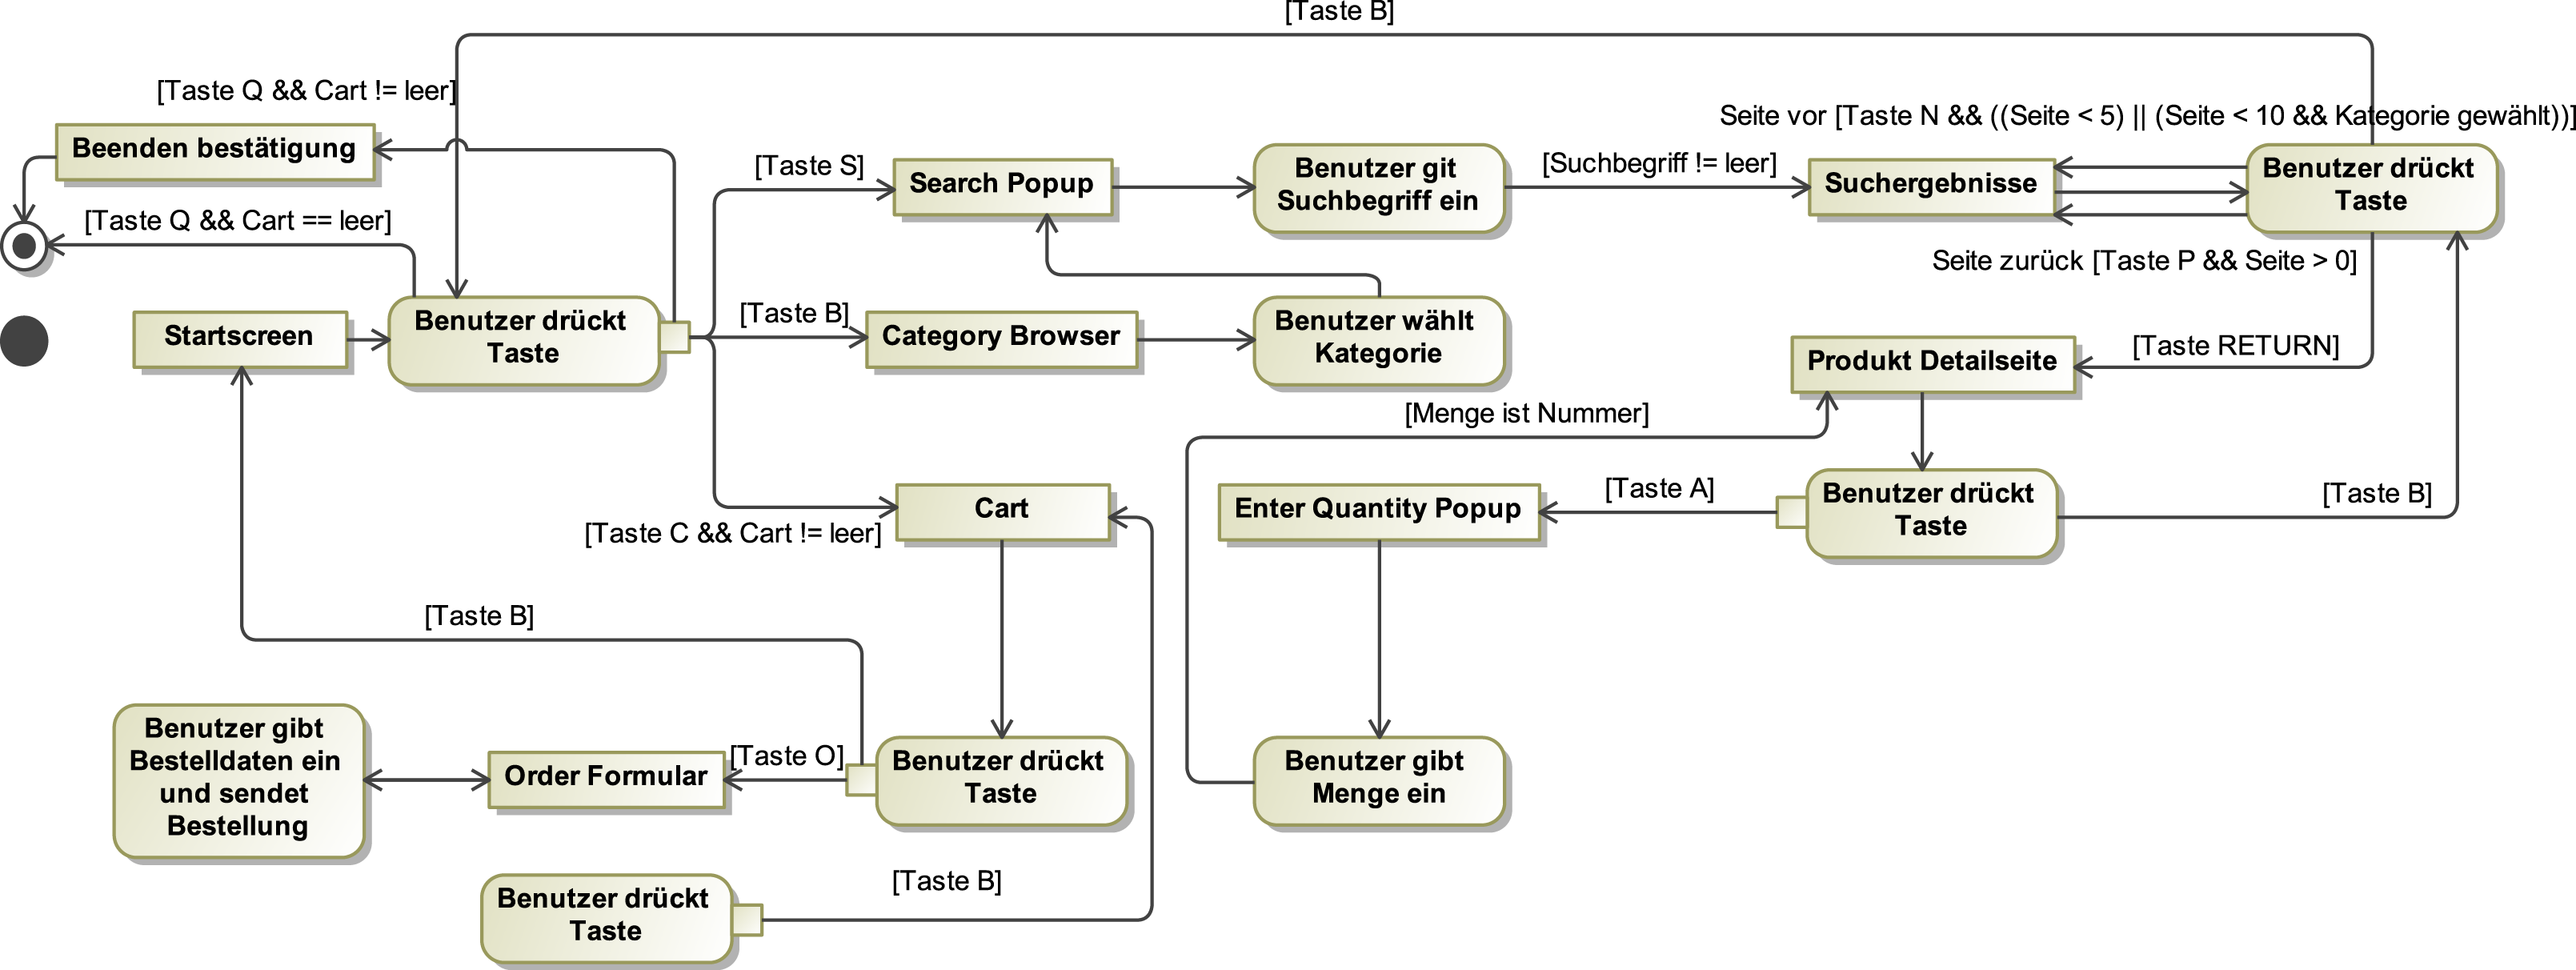 [Taste B]
[Taste Q && Cart != leer]
Seite vor [Taste N && ((Seite < 5) || (Seite < 10 && Kategorie gewählt))]
Beenden bestätigung
[Taste S]
Search Popup
Benutzer git
Suchbegriff ein
[Suchbegriff != leer]
Suchergebnisse
Benutzer drückt
Taste
[Taste Q && Cart == leer]
Seite zurück [Taste P && Seite > 0]
Startscreen
Benutzer drückt
Taste
[Taste B]
Category Browser
Benutzer wählt
Kategorie
Produkt Detailseite
[Taste RETURN]
[Menge ist Nummer]
[Taste C && Cart != leer]
Cart
Enter Quantity Popup
[Taste A]
Benutzer drückt
Taste
[Taste B]
[Taste B]
Benutzer gibt
Bestelldaten ein
und sendet
Bestellung
Order Formular
[Taste O]
Benutzer drückt
Taste
Benutzer gibt
Menge ein
Benutzer drückt
Taste
[Taste B]